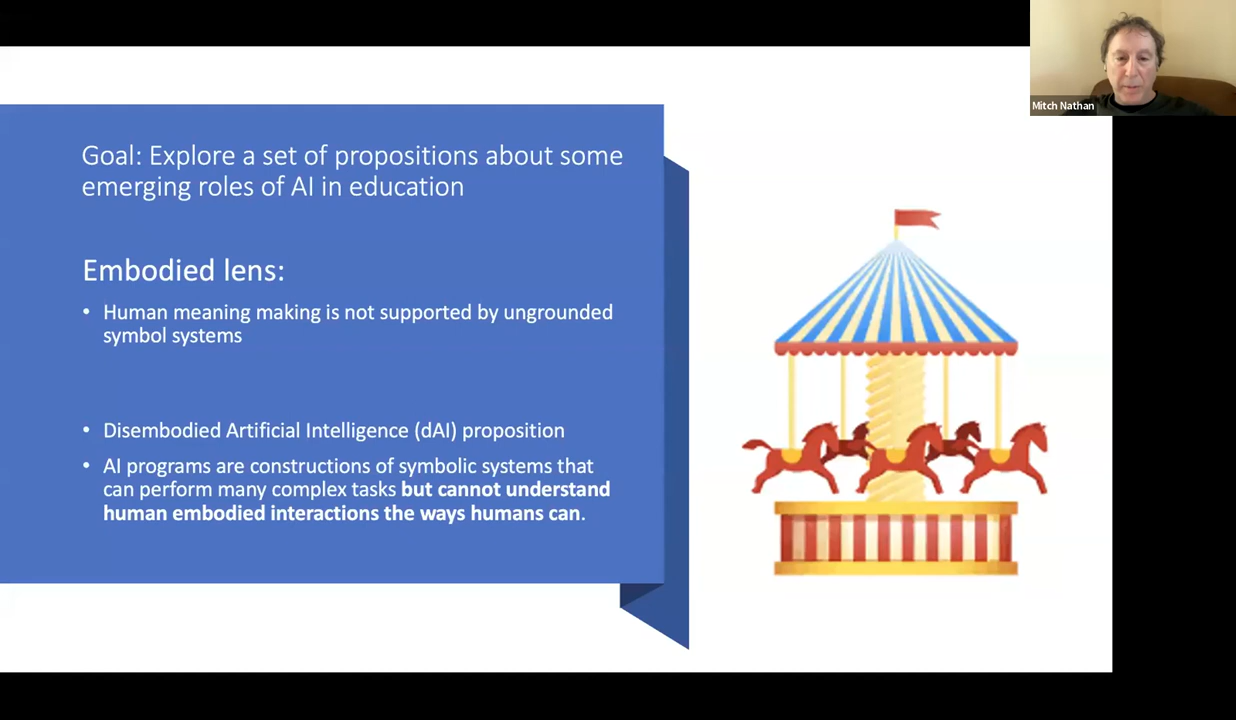 Mitch Nathan
Goal: Explore a set of propositions about some
emerging roles of AI in education
Embodied lens:
• Human meaning making is not supported by ungrounded
symbol systems
• Disembodied Artificial Intelligence (dAI) proposition
• AI programs are constructions of symbolic systems that
can perform many complex tasks but cannot understand
human embodied interactions the ways humans can.